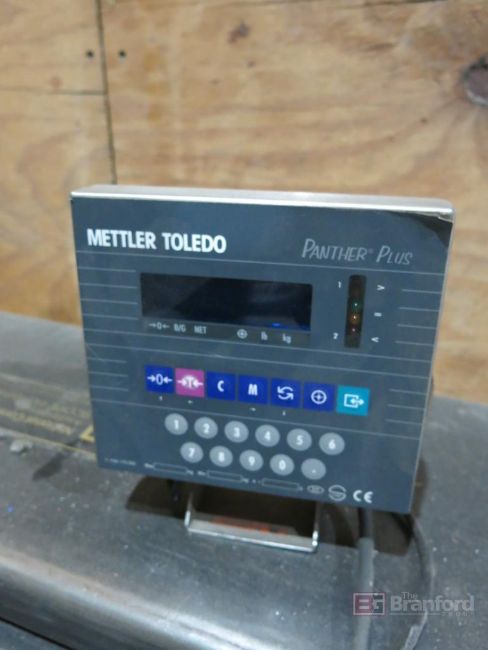 METTLER TOLEDO
PANTHER® PLUS
1 >
=
2 <
→0← B/G NET lb kg
→0← →T← C M
1 2 3 4 5 6
7 8 9 0 .
CE
EG The Branford